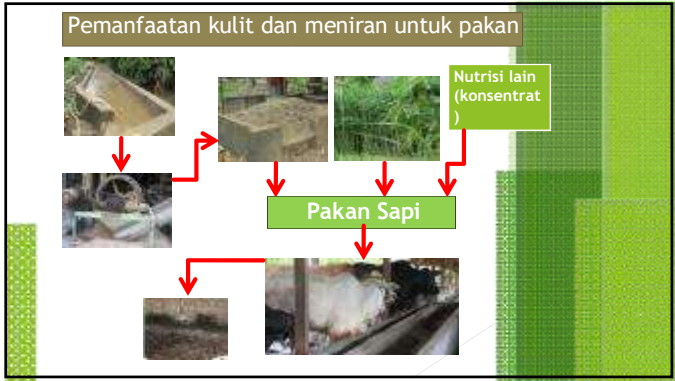 Pemanfaatan kulit dan meniran untuk pakan
Nutrisi lain
(konsentrat
)
Pakan Sapi